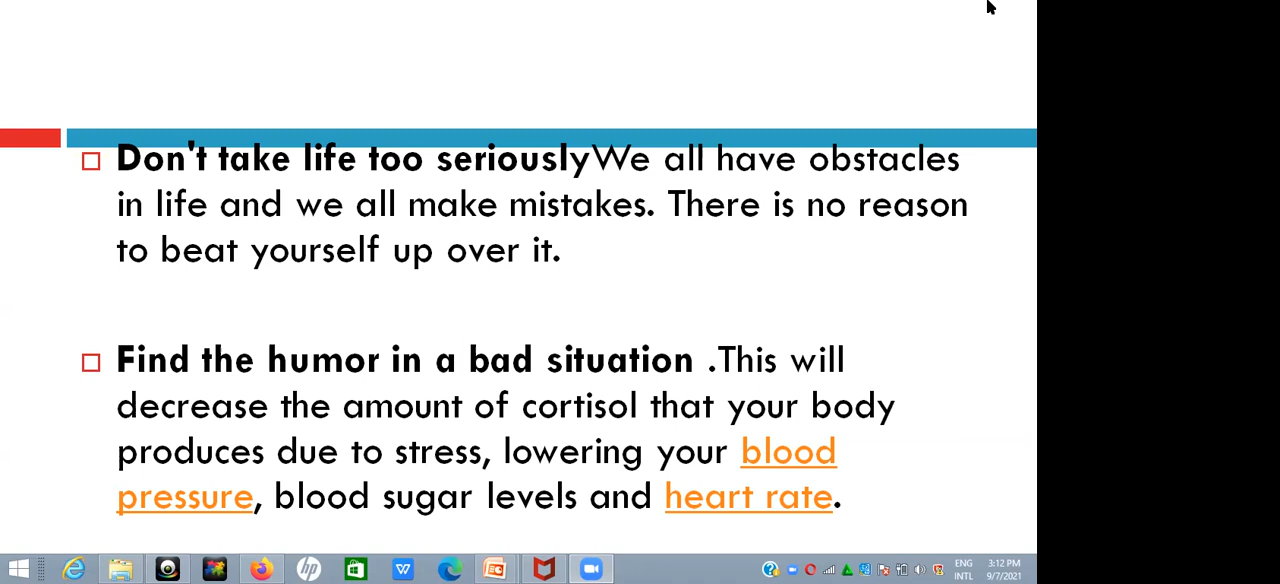 Don't take life too seriouslyWe all have obstacles
in life and we all make mistakes. There is no reason
to beat yourself up over it.
Find the humor in a bad situation .This will
decrease the amount of cortisol that your body
produces due to stress, lowering your blood
pressure, blood sugar levels and heart rate.
ENG 3:12 PM
INTL 9/7/2021